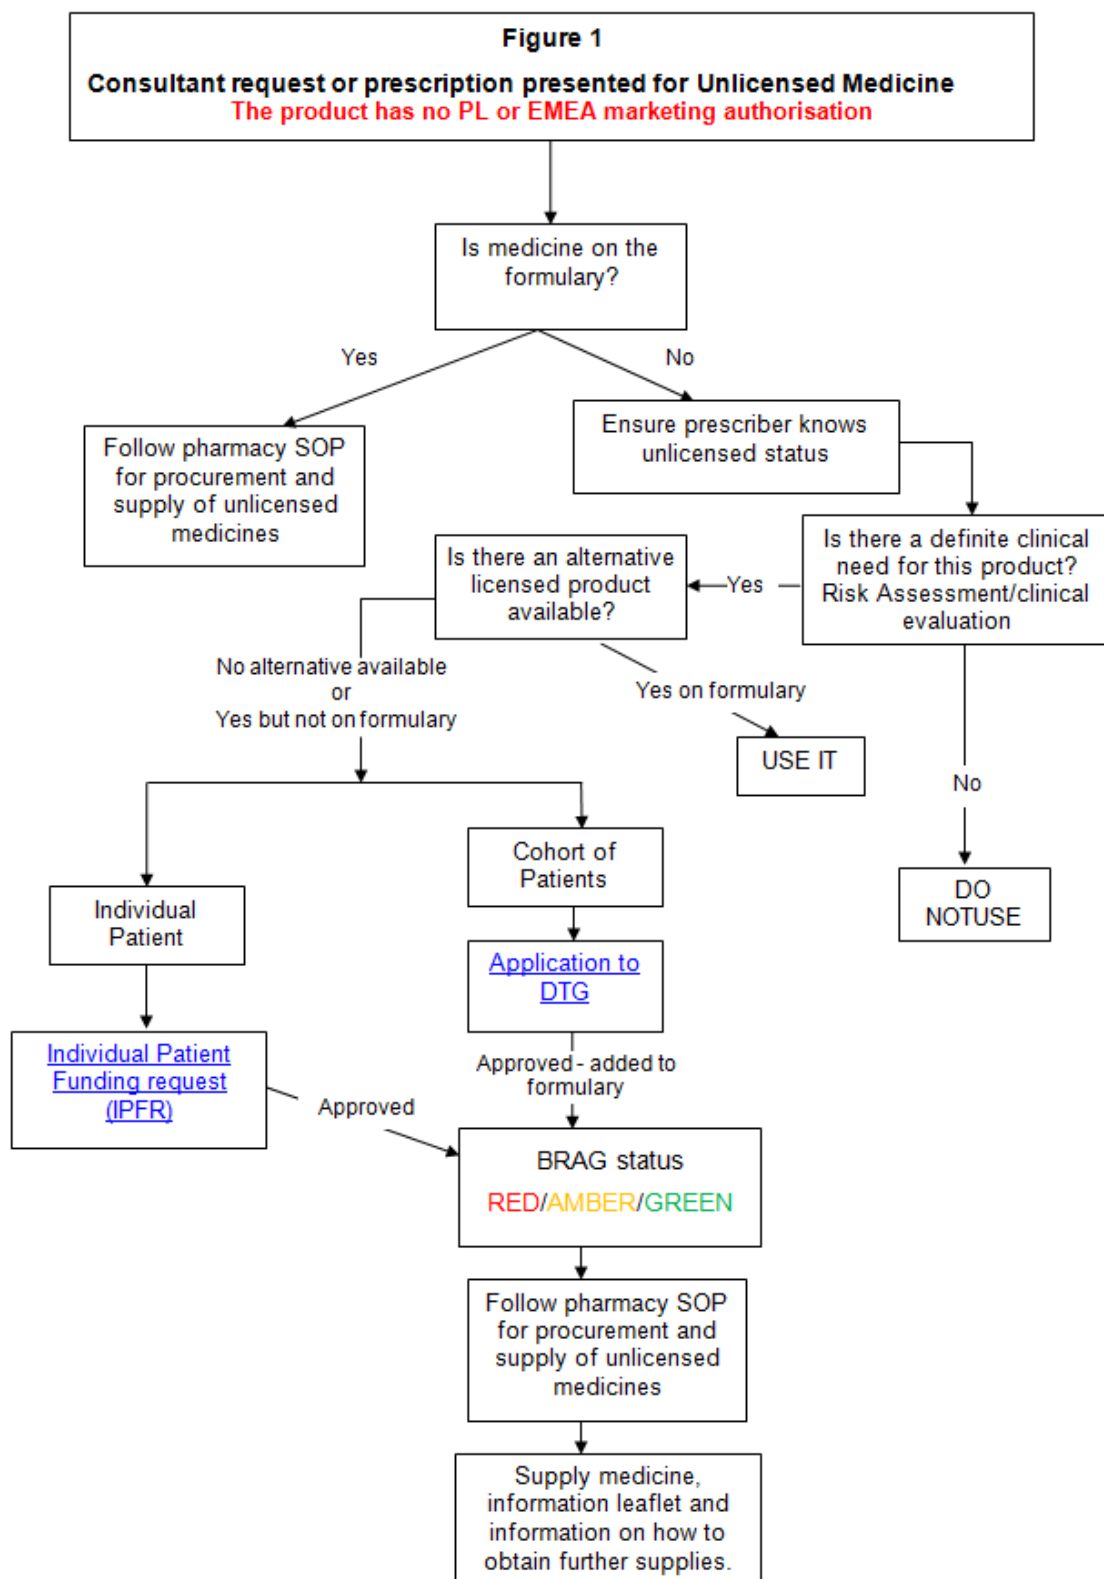 Figure 1
Consultant request or prescription presented for Unlicensed Medicine
The product has no PL or EMEA marketing authorisation
Is medicine on the
formulary?
Yes
No
Follow pharmacy SOP
for procurement and
supply of unlicensed
medicines
Ensure prescriber knows
unlicensed status
Is there an alternative
licensed product
available?
Yes
Is there a definite clinical
need for this product?
Risk Assessment/clinical
evaluation
No alternative available
or
Yes but not on formulary
Yes on formulary
USE IT
No
DO
NOTUSE
Cohort of
Patients
Individual
Patient
Application to
DTG
Individual Patient
Funding request
(IPFR)
Approved - added to
formulary
Approved
BRAG status
RED/AMBER/GREEN
Follow pharmacy SOP
for procurement and
supply of unlicensed
medicines
Supply medicine,
information leaflet and
information on how to
obtain further supplies.